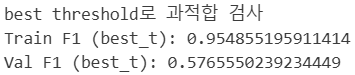 best threshold로 과적합 검사
Train F1 (best_t): 0.954855195911414
Val F1 (best_t): 0.5765550239234449